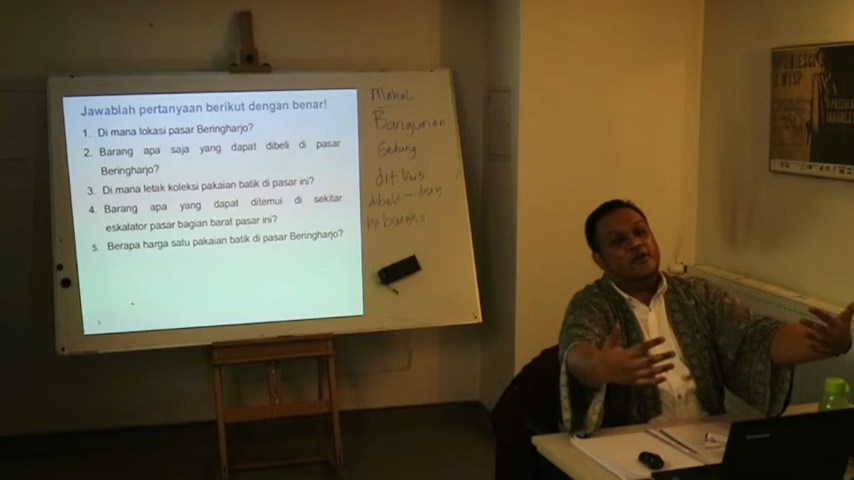 Jawablah pertanyaan berikut dengan benar!
1. Di mana lokasi pasar Beringharjo?
2. Barang apa saja yang dapat dibeli di pasar
Beringharjo?
3. Di mana letak koleksi pakaian batik di pasar ini?
4. Barang apa yang dapat ditemui di sekitar
eskalator pasar bagian barat pasar ini?
5. Berapa harga satu pakaian batik di pasar Beringharjo?
Mahal
Bangunan
Gedung
di + Verb
dibeli - buy